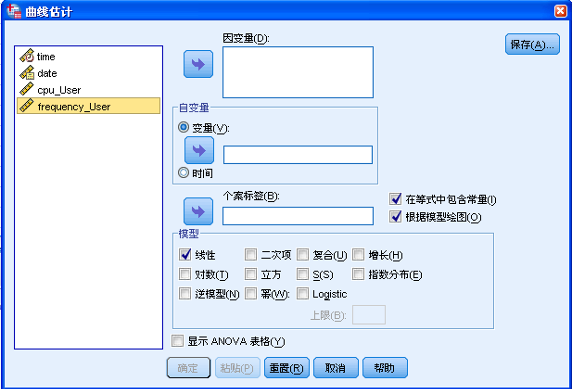 曲线估计
因变量(D):
保存(A)...
time
date
cpu_User
frequency_User
自变量
变量(V):
时间
个案标签(B):
在等式中包含常量(I)
根据模型绘图(O)
模型
线性 二次项 复合(U) 增长(H)
对数(T) 立方 S(S) 指数分布(E)
逆模型(N) 幂(W): Logistic
上限(B):
显示 ANOVA 表格(Y)
确定 粘贴(P) 重置(R) 取消 帮助